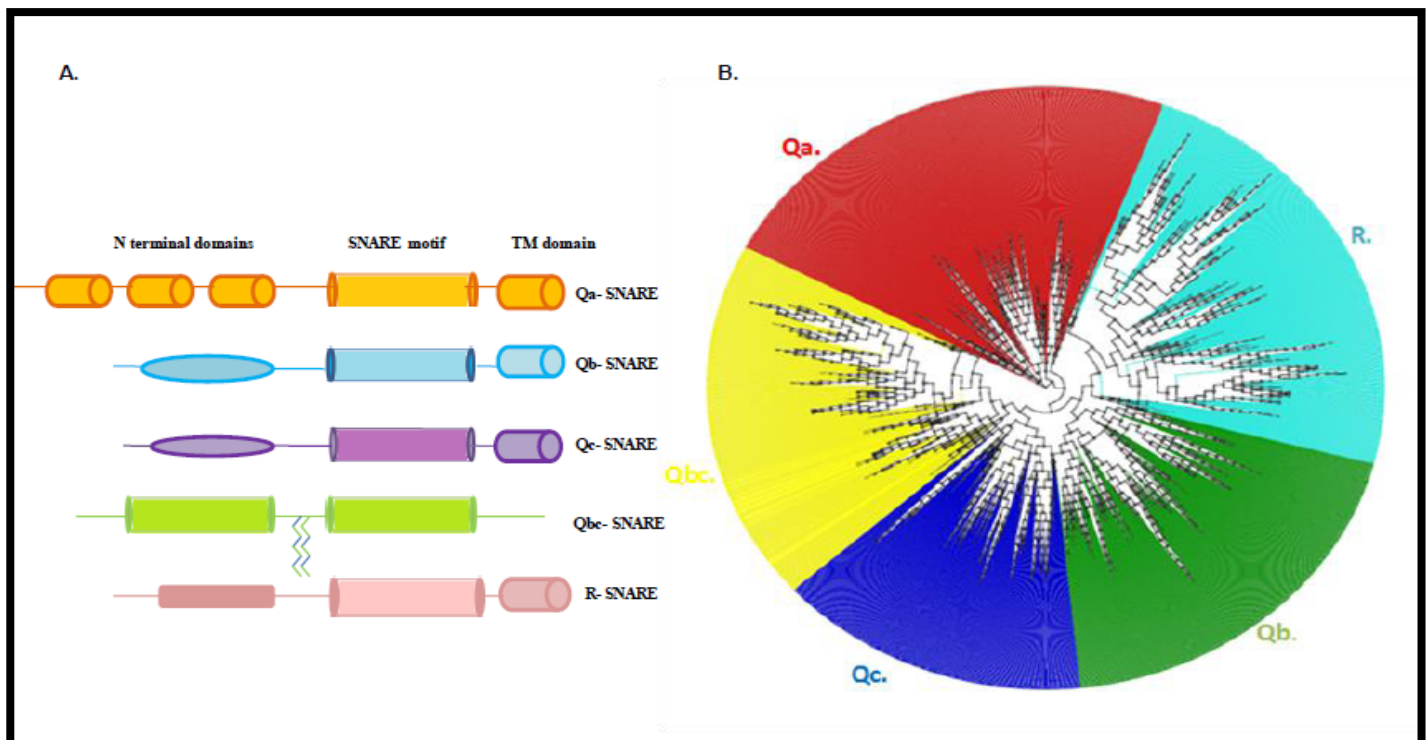 A.
B.
N terminal domains
SNARE motif
TM domain
Qa- SNARE
Qb- SNARE
Qc- SNARE
Qbc- SNARE
R- SNARE
Qa.
R.
Qbc.
Qb.
Qc.